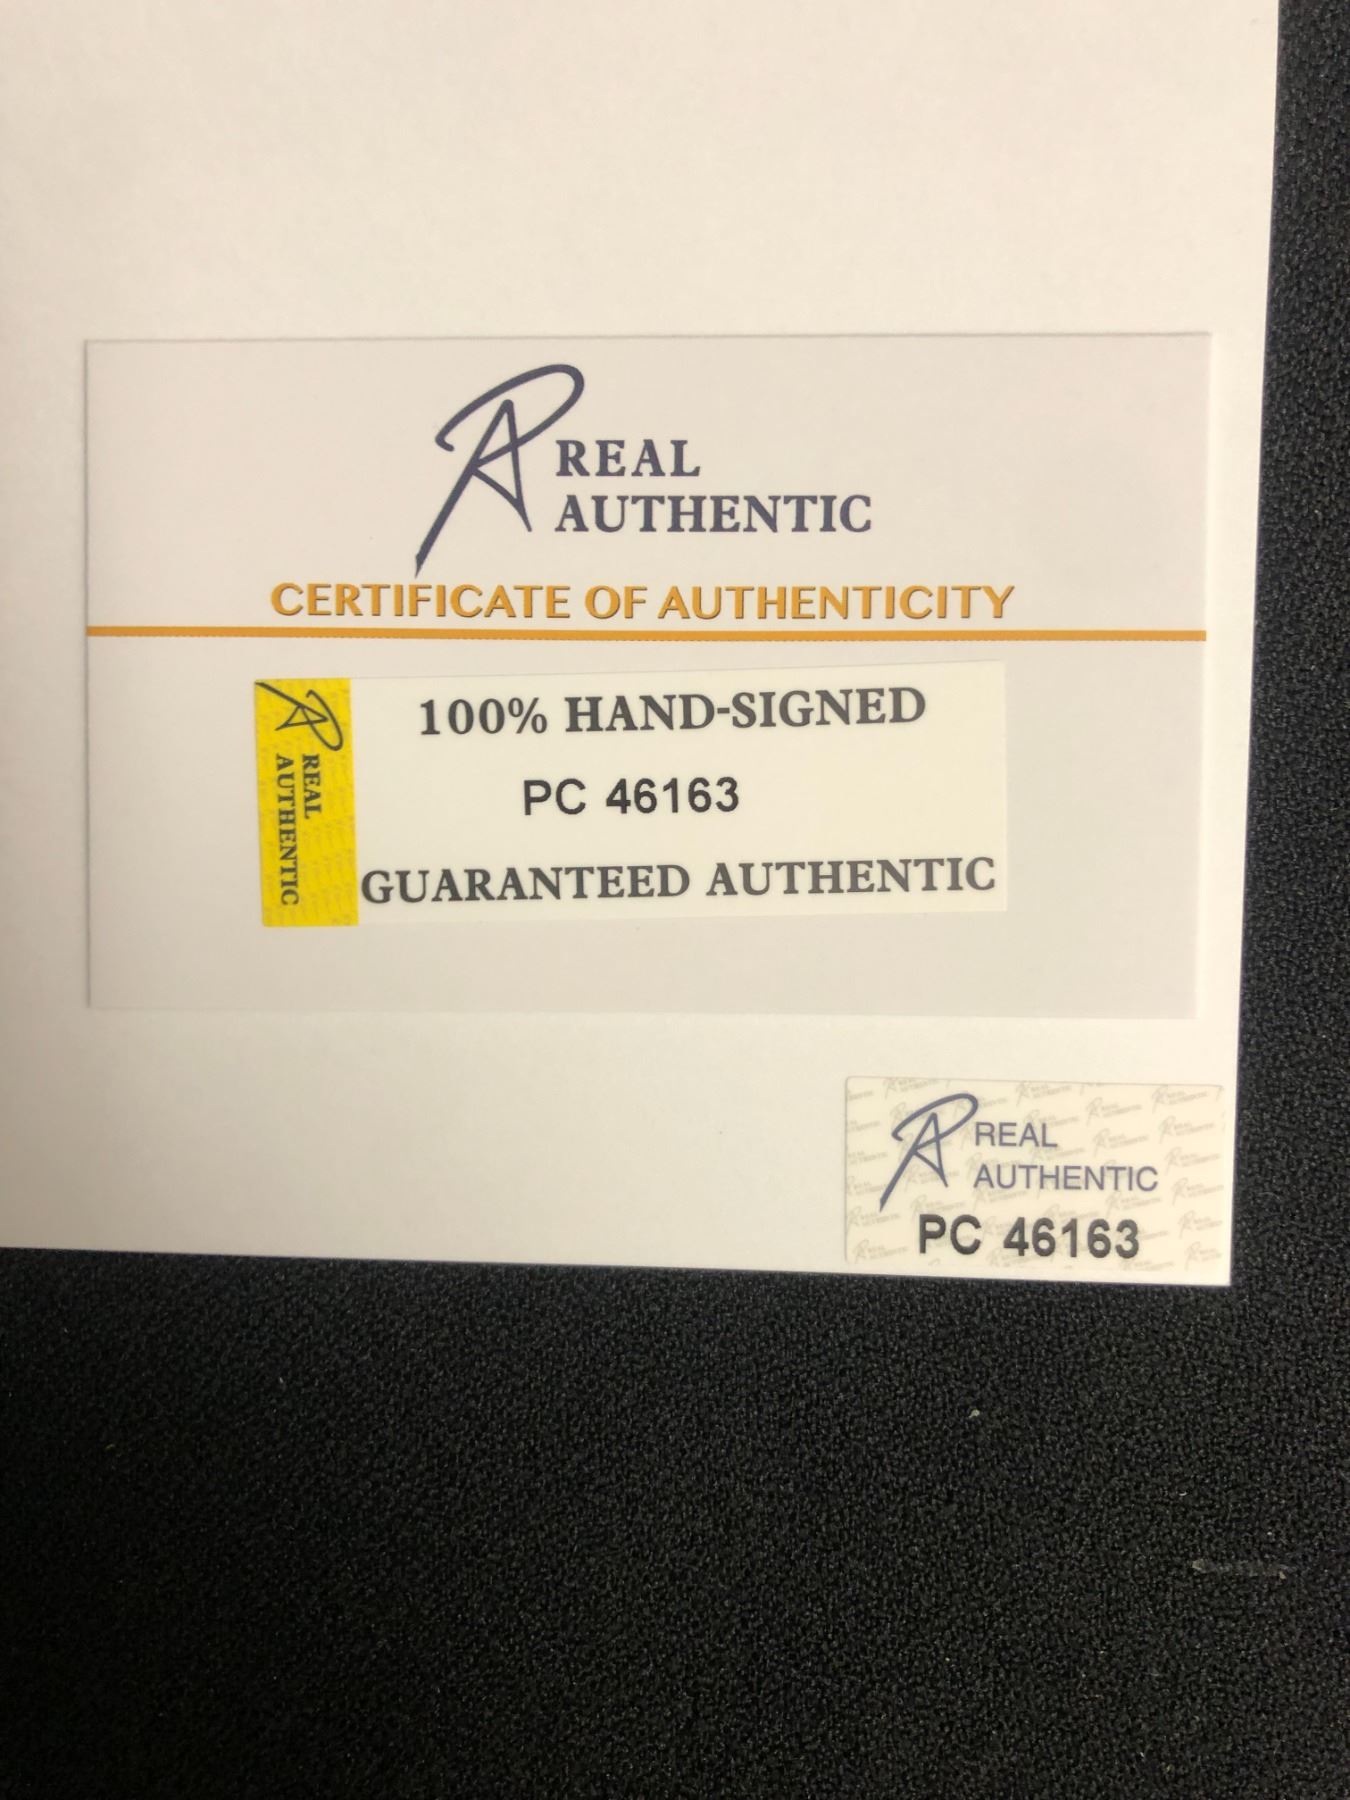 REAL
AUTHENTIC
CERTIFICATE OF AUTHENTICITY
REAL
AUTHENTIC
100% HAND-SIGNED
PC 46163
GUARANTEED AUTHENTIC
REAL
AUTHENTIC
PC 46163